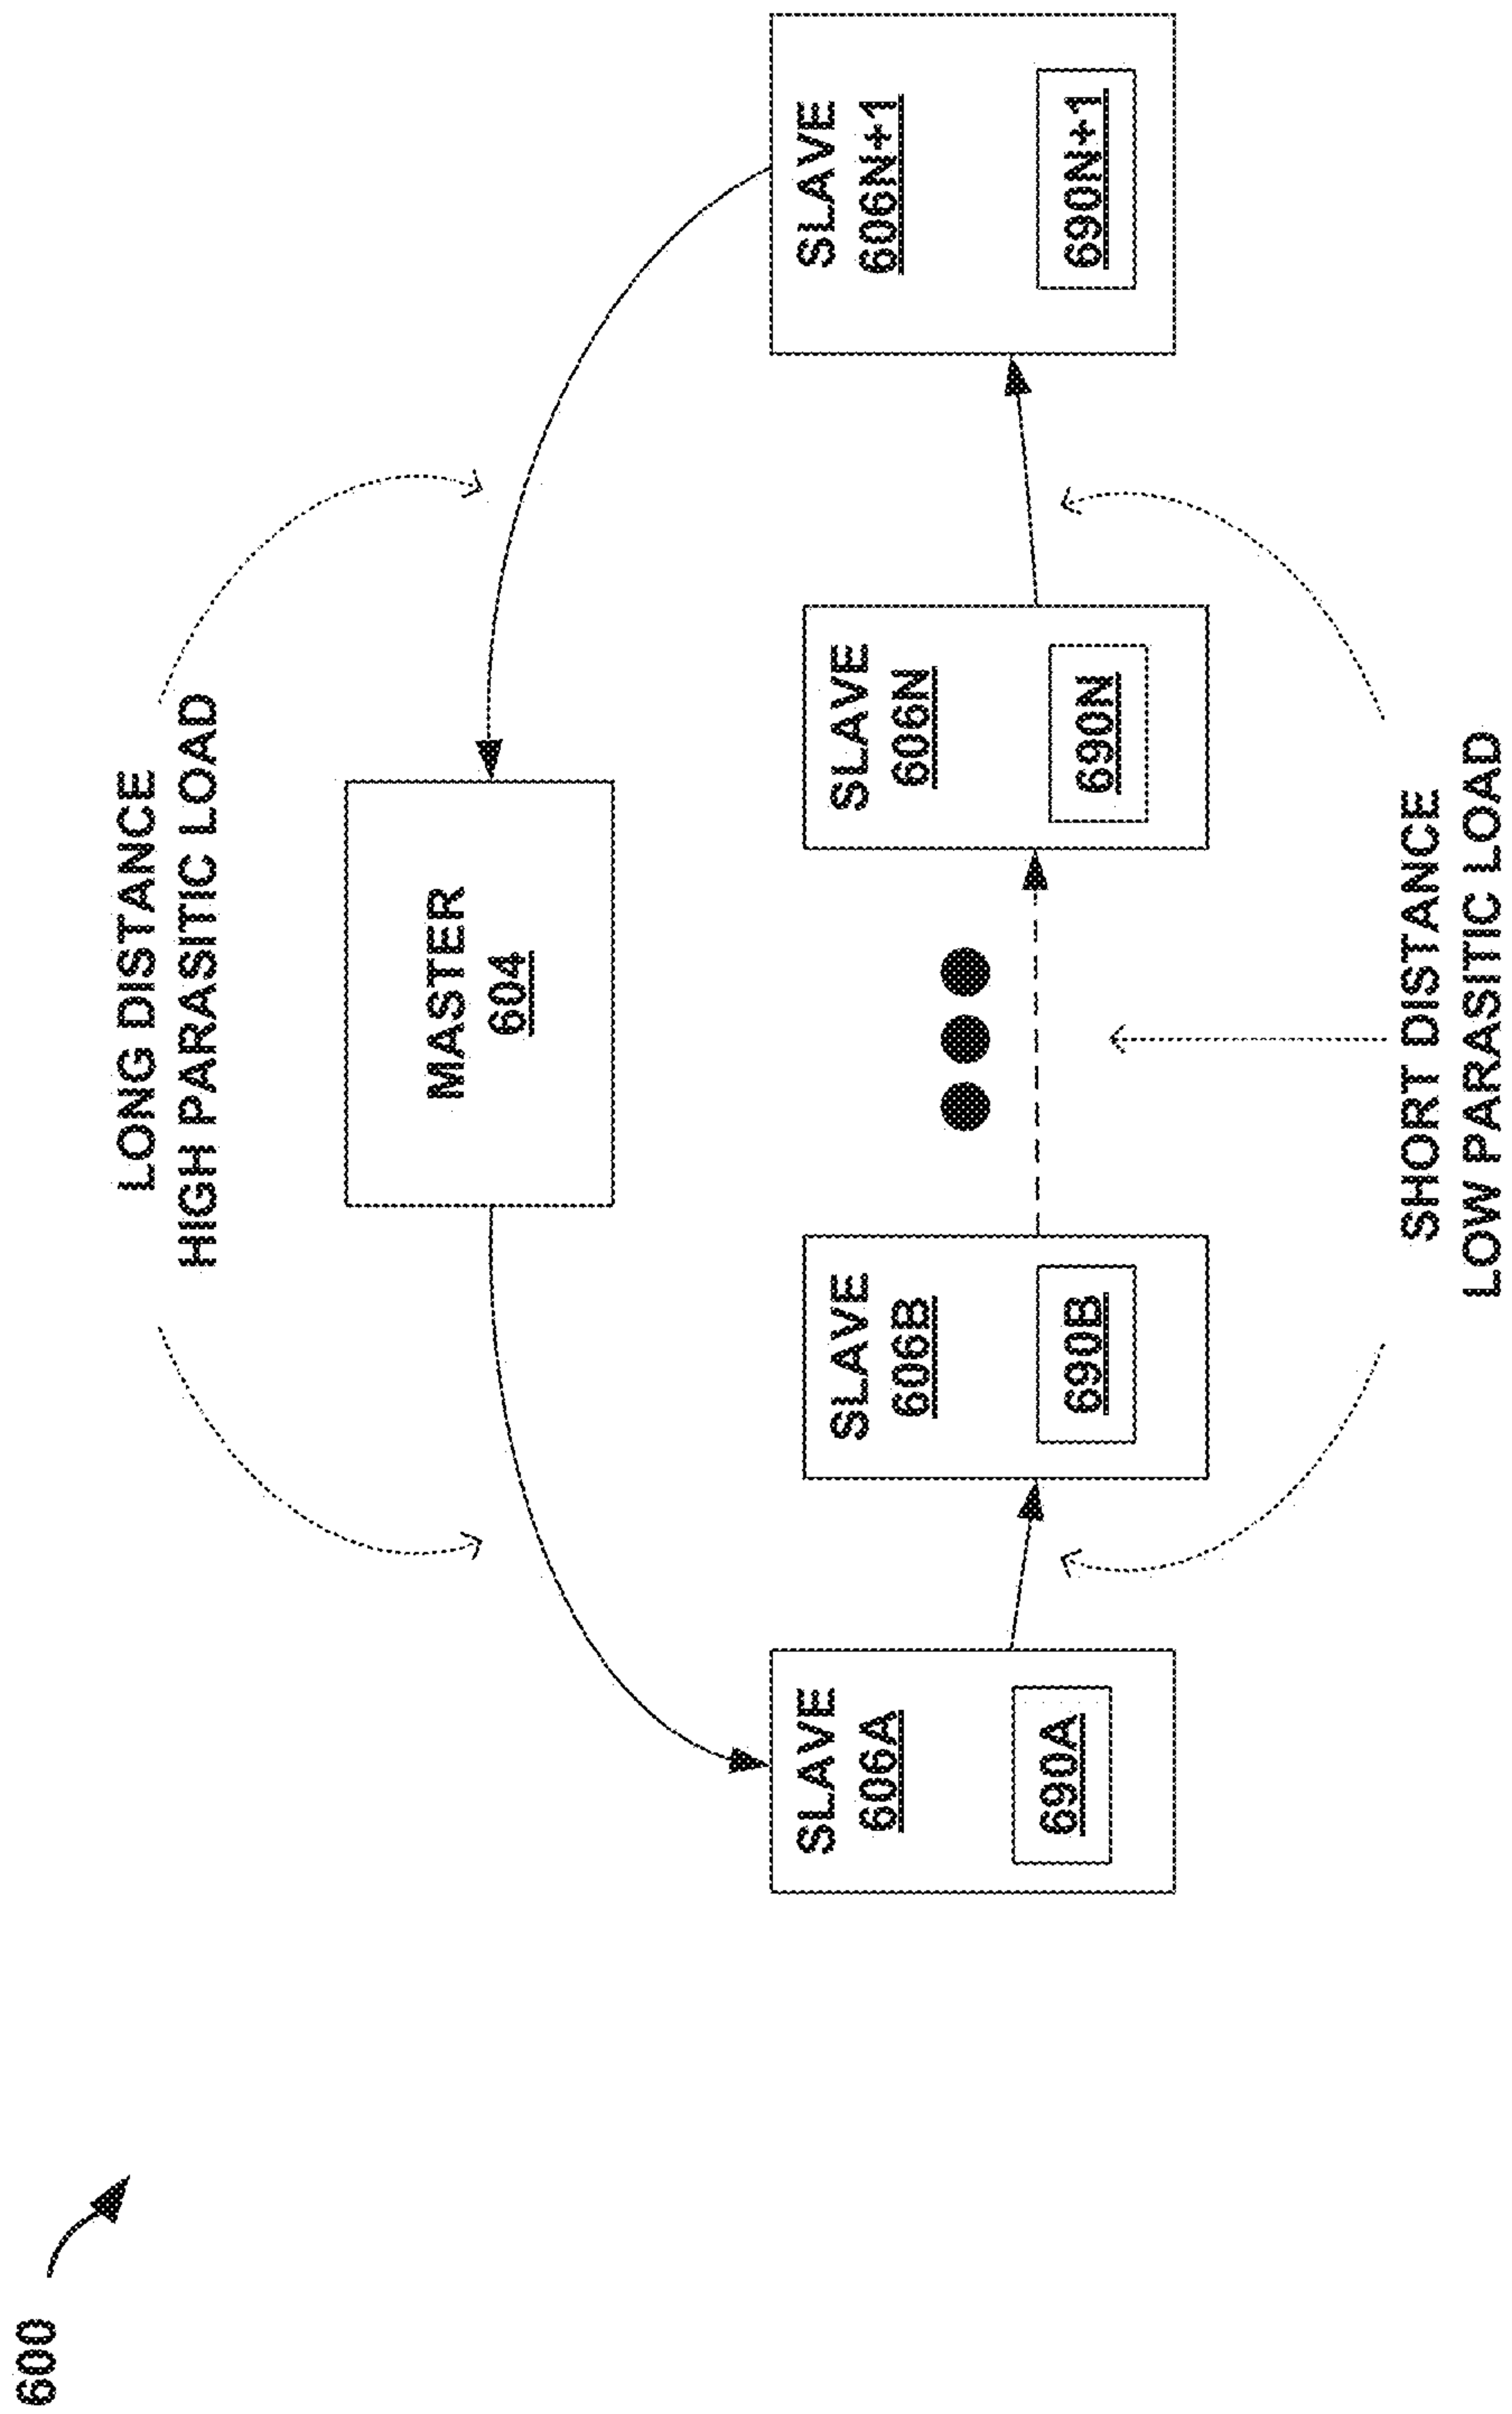 600
LONG DISTANCE
HIGH PARASITIC LOAD
MASTER
604
SLAVE
606A
690A
SLAVE
606B
690B
SLAVE
606N
690N
SLAVE
606N+1
690N+1
SHORT DISTANCE
LOW PARASITIC LOAD